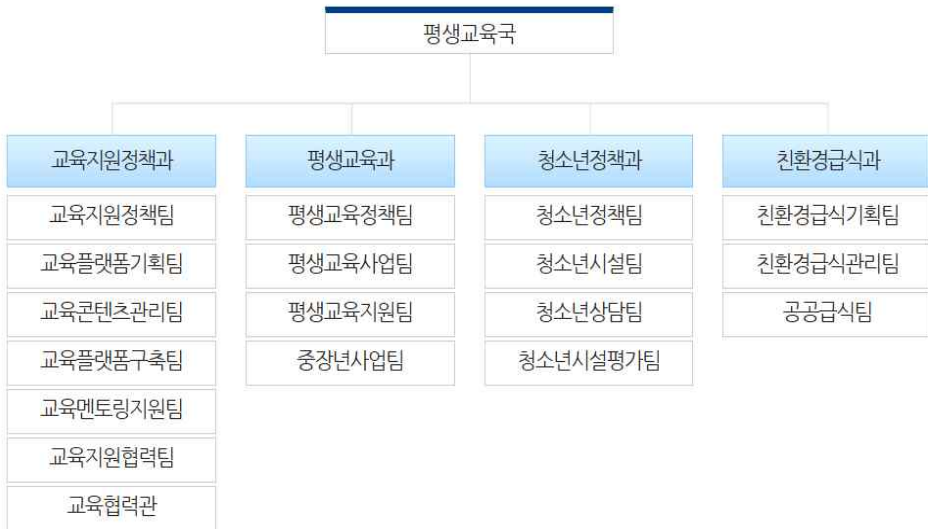 평생교육국
교육지원정책과
교육지원정책팀
교육플랫폼기획팀
교육콘텐츠관리팀
교육플랫폼구축팀
교육멘토링지원팀
교육지원협력팀
교육협력관
평생교육과
평생교육정책팀
평생교육사업팀
평생교육지원팀
중장년사업팀
청소년정책과
청소년정책팀
청소년시설팀
청소년상담팀
청소년시설평가팀
친환경급식과
친환경급식기획팀
친환경급식관리팀
공공급식팀